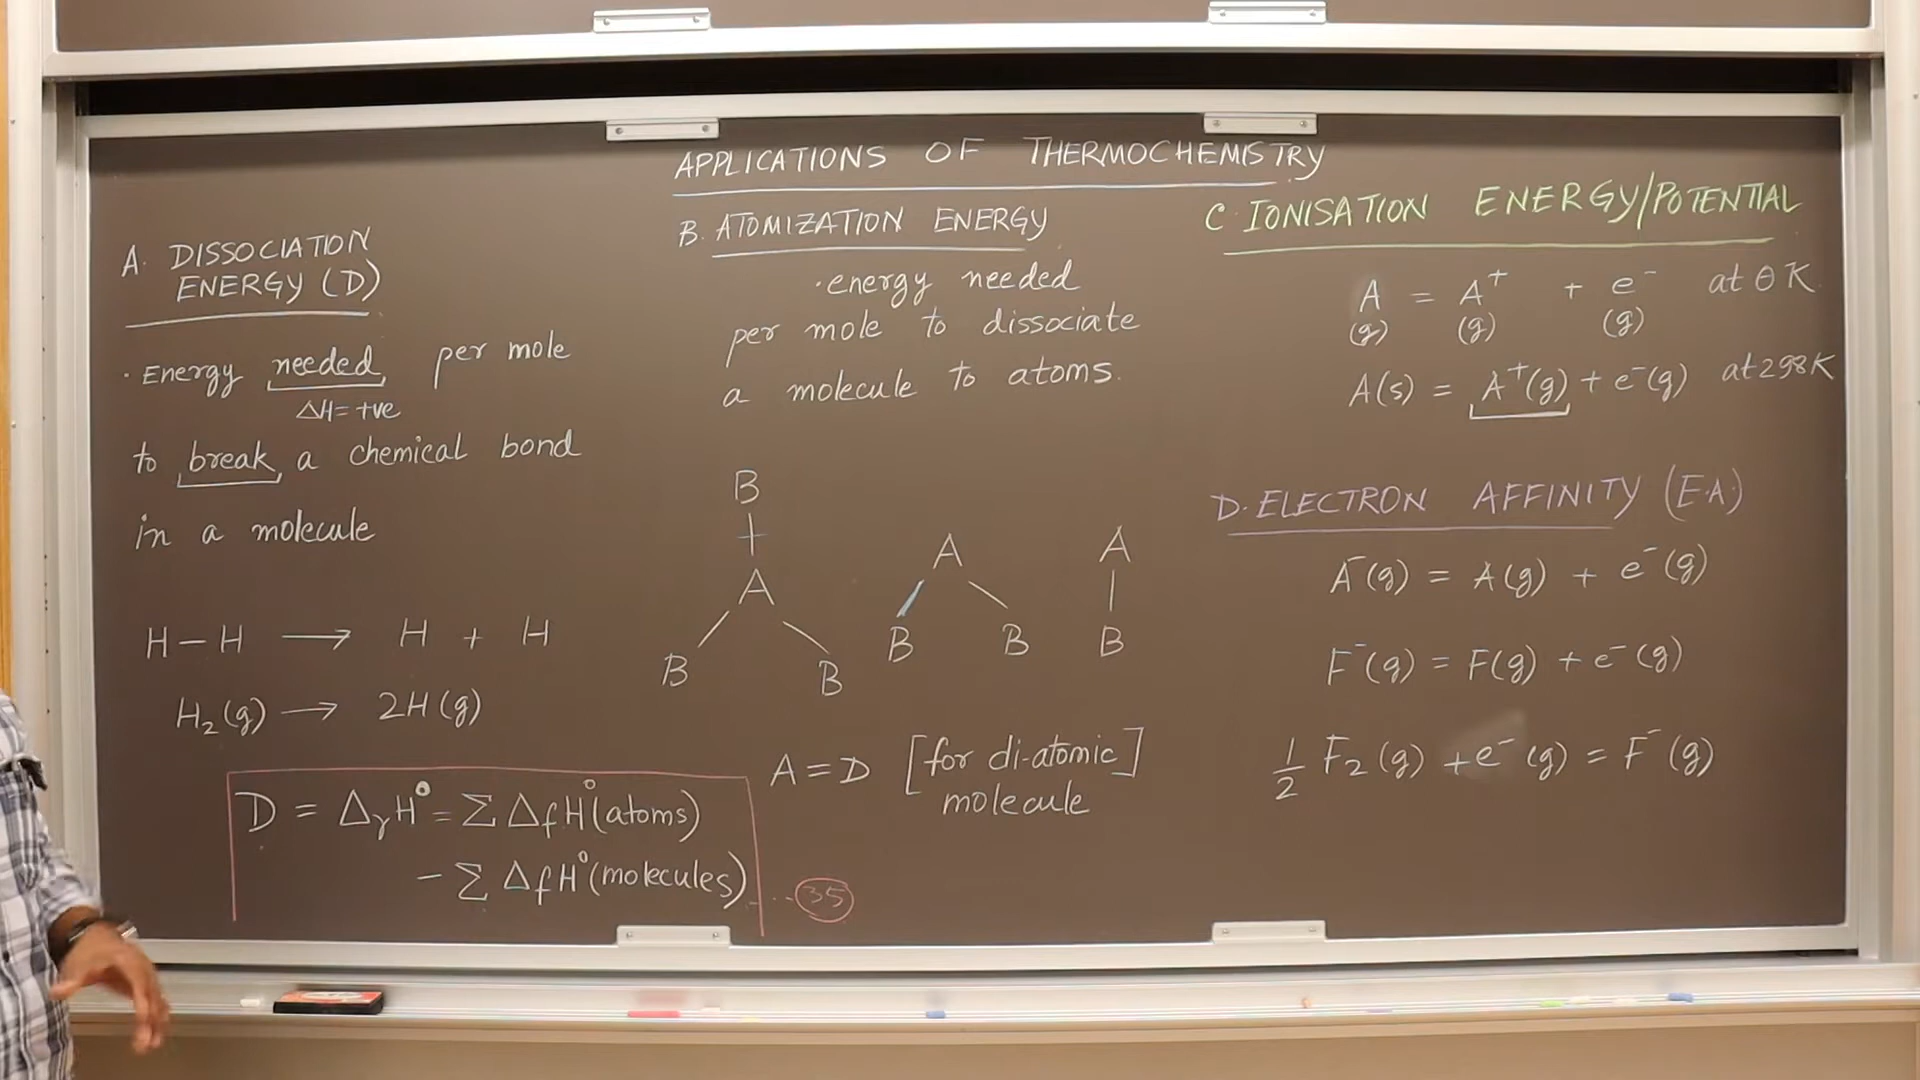 APPLICATIONS OF THERMOCHEMISTRY
A. DISSOCIATION
ENERGY (D)
· Energy needed per mole
ΔH = +ve
to break a chemical bond
in a molecule
H – H ⟶ H + H
H₂(g) ⟶ 2H(g)
D = ΔᵣH° = Σ ΔfH°(atoms)
– Σ ΔfH°(molecules) ... 35
B. ATOMIZATION ENERGY
· energy needed
per mole to dissociate
a molecule to atoms.
B
A
B B
A
B B
A
B
A = D [for di-atomic]
molecule
C. IONISATION ENERGY/POTENTIAL
A = A⁺ + e⁻ at 0 K
(g) (g) (g)
A(s) = A⁺(g) + e⁻(g) at 298K
D. ELECTRON AFFINITY (E.A.)
A⁻(g) = A(g) + e⁻(g)
F⁻(g) = F(g) + e⁻(g)
1/2 F₂(g) + e⁻(g) = F⁻(g)